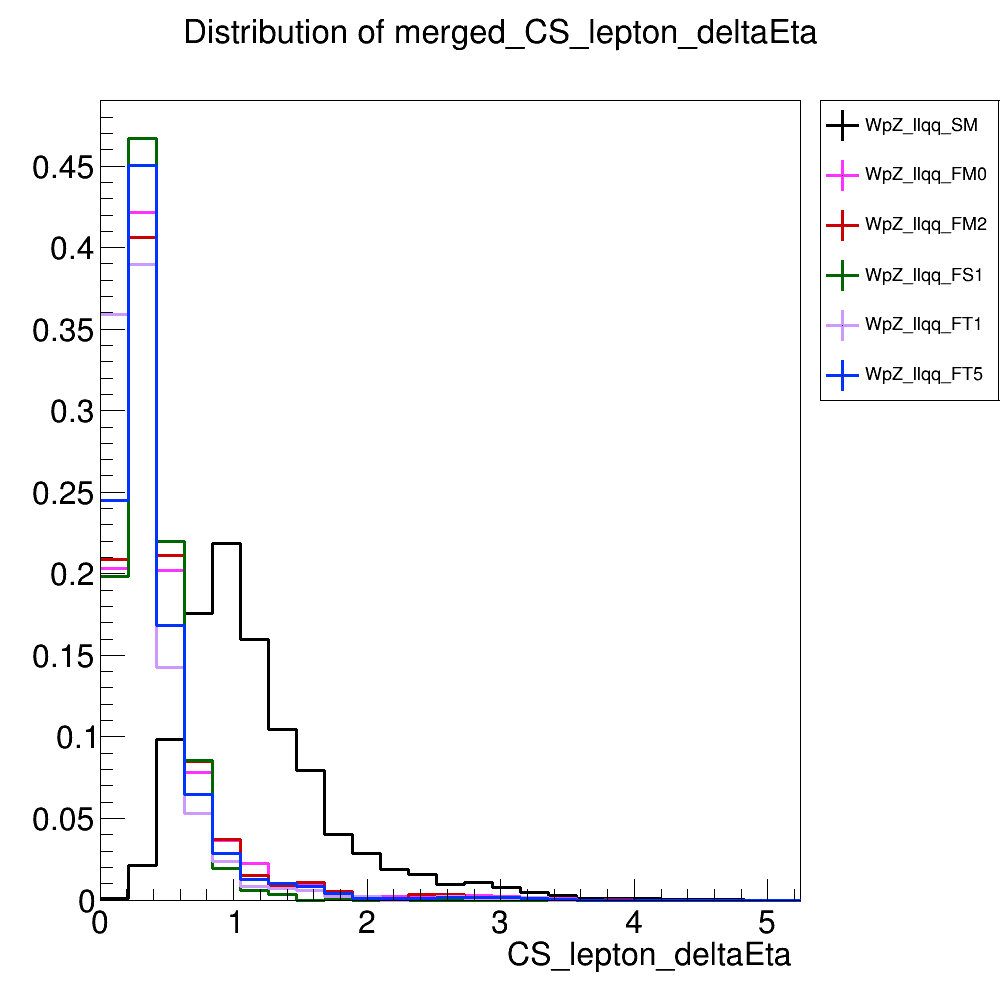 Distribution of merged_CS_lepton_deltaEta
WpZ_llqq_SM
WpZ_llqq_FM0
WpZ_llqq_FM2
WpZ_llqq_FS1
WpZ_llqq_FT1
WpZ_llqq_FT5
0.45
0.4
0.35
0.3
0.25
0.2
0.15
0.1
0.05
0
0 1 2 3 4 5
CS_lepton_deltaEta